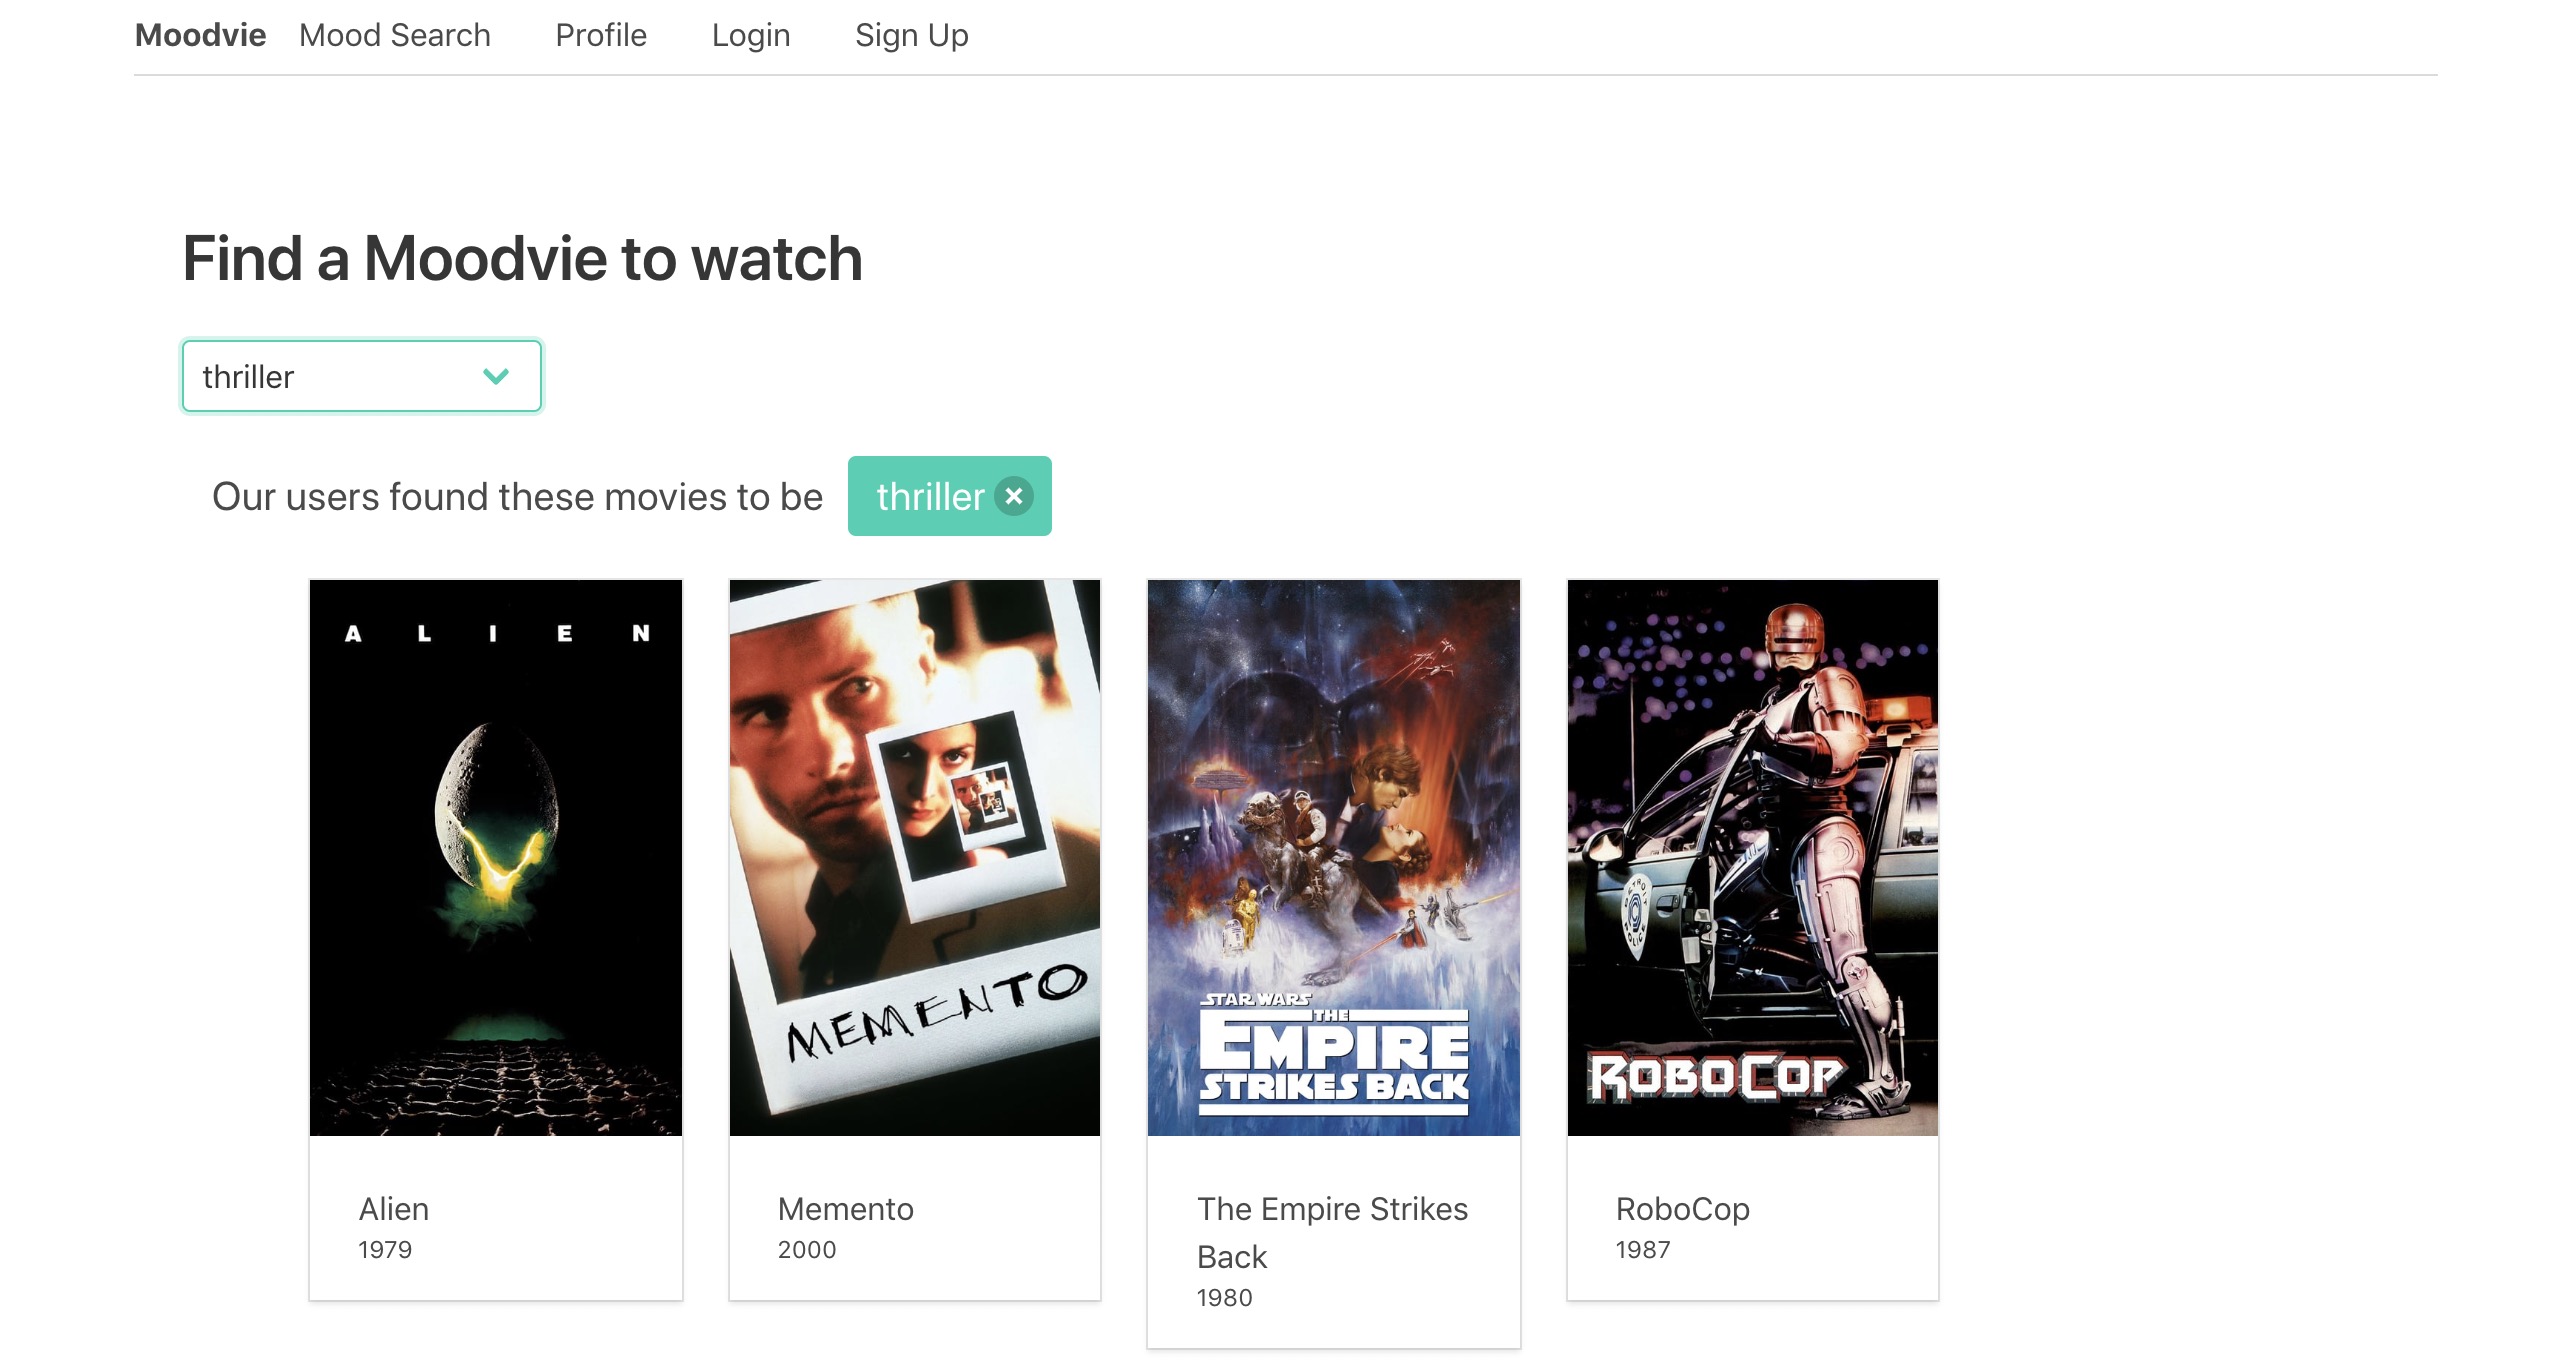 Moodvie Mood Search Profile Login Sign Up
Find a Moodvie to watch
thriller
Our users found these movies to be thriller
A L I E N
MEMENTO
STAR WARS
THE
EMPIRE
STRIKES BACK
DETROIT
POLICE
ROBOCOP
Alien
1979
Memento
2000
The Empire Strikes
Back
1980
RoboCop
1987